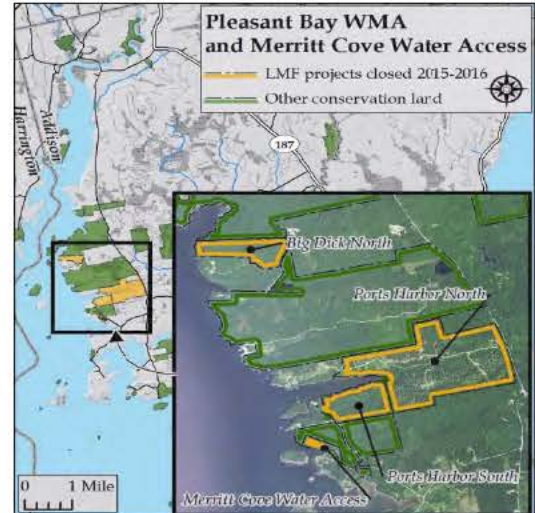 Pleasant Bay WMA
and Merritt Cove Water Access
LMF projects closed 2015-2016
Other conservation land
Harrington
Addison
187
Big Dick North
Ports Harbor North
Ports Harbor South
Merritt Cove Water Access
0 1 Mile